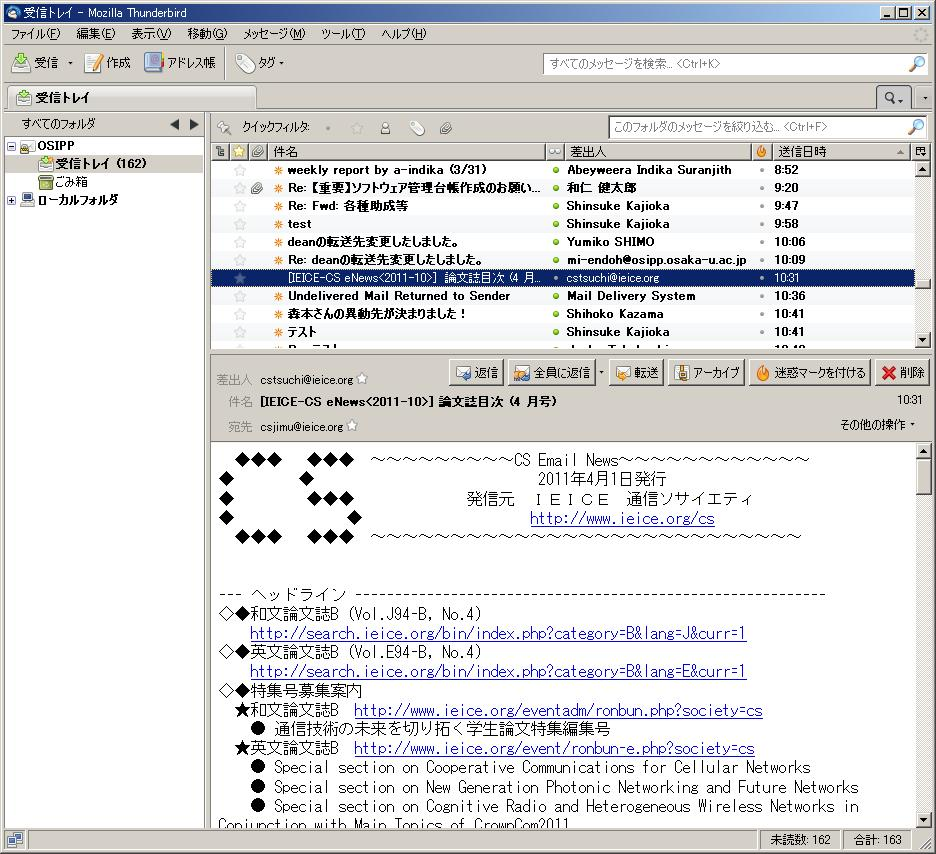 受信トレイ - Mozilla Thunderbird
ファイル(F) 編集(E) 表示(V) 移動(G) メッセージ(M) ツール(T) ヘルプ(H)
受信 作成 アドレス帳 タグ すべてのメッセージを検索... <Ctrl+K>
受信トレイ
すべてのフォルダ
OSIPP
受信トレイ (162)
ごみ箱
ローカルフォルダ
クイックフィルタ: このフォルダのメッセージを絞り込む... <Ctrl+F>
件名 差出人 送信日時
weekly report by a-indika (3/31) Abeyweera Indika Suranjith 8:52
Re: 【重要】ソフトウェア管理台帳作成のお願い... 和仁 健太郎 9:20
Re: Fwd: 各種助成等 Shinsuke Kajioka 9:47
test Shinsuke Kajioka 9:58
deanの転送先変更したしました。 Yumiko SHIMO 10:06
Re: deanの転送先変更したしました。 mi-endoh@osipp.osaka-u.ac.jp 10:09
[IEICE-CS eNews<2011-10>] 論文誌目次 (4 月... cstsuchi@ieice.org 10:31
Undelivered Mail Returned to Sender Mail Delivery System 10:36
森本さんの異動先が決まりました! Shihoko Kazama 10:41
テスト Shinsuke Kajioka 10:41
差出人 cstsuchi@ieice.org 返信 全員に返信 転送 アーカイブ 迷惑マークを付ける 削除
件名 [IEICE-CS eNews<2011-10>] 論文誌目次 (4 月号) 10:31
宛先 csjimu@ieice.org その他の操作
◆◆◆ ◆◆◆ ~~~~~~~~~CS Email News~~~~~~~~~~~~
◆ ◆ 2011年4月1日発行
◆ ◆◆◆ 発信元 IEICE 通信ソサイエティ
◆ ◆ http://www.ieice.org/cs
◆◆◆ ◆◆◆ ~~~~~~~~~~~~~~~~~~~~~~~~~~~
--- ヘッドライン ------------------------------------------------------------
◇◆和文論文誌B (Vol.J94-B, No.4)
http://search.ieice.org/bin/index.php?category=B&lang=J&curr=1
◇◆英文論文誌B (Vol.E94-B, No.4)
http://search.ieice.org/bin/index.php?category=B&lang=E&curr=1
◇◆特集号募集案内
★和文論文誌B http://www.ieice.org/eventadm/ronbun.php?society=cs
● 通信技術の未来を切り拓く学生論文特集編集号
★英文論文誌B http://www.ieice.org/event/ronbun-e.php?society=cs
● Special section on Cooperative Communications for Cellular Networks
● Special section on New Generation Photonic Networking and Future Networks
● Special section on Cognitive Radio and Heterogeneous Wireless Networks in
Conjunction with Main Topics of CrownCom2011
未読数: 162 合計: 163